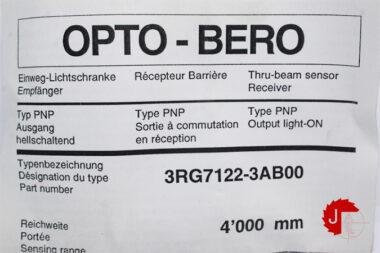 OPTO - BERO
Einweg-Lichtschranke Récepteur Barrière Thru-beam sensor
Empfänger Receiver
Typ PNP Type PNP Type PNP
Ausgang Sortie à commutation Output light-ON
hellschaltend en réception
Typenbezeichnung
Désignation du type 3RG7122-3AB00
Part number
Reichweite
Portée 4'000 mm
Sensing range